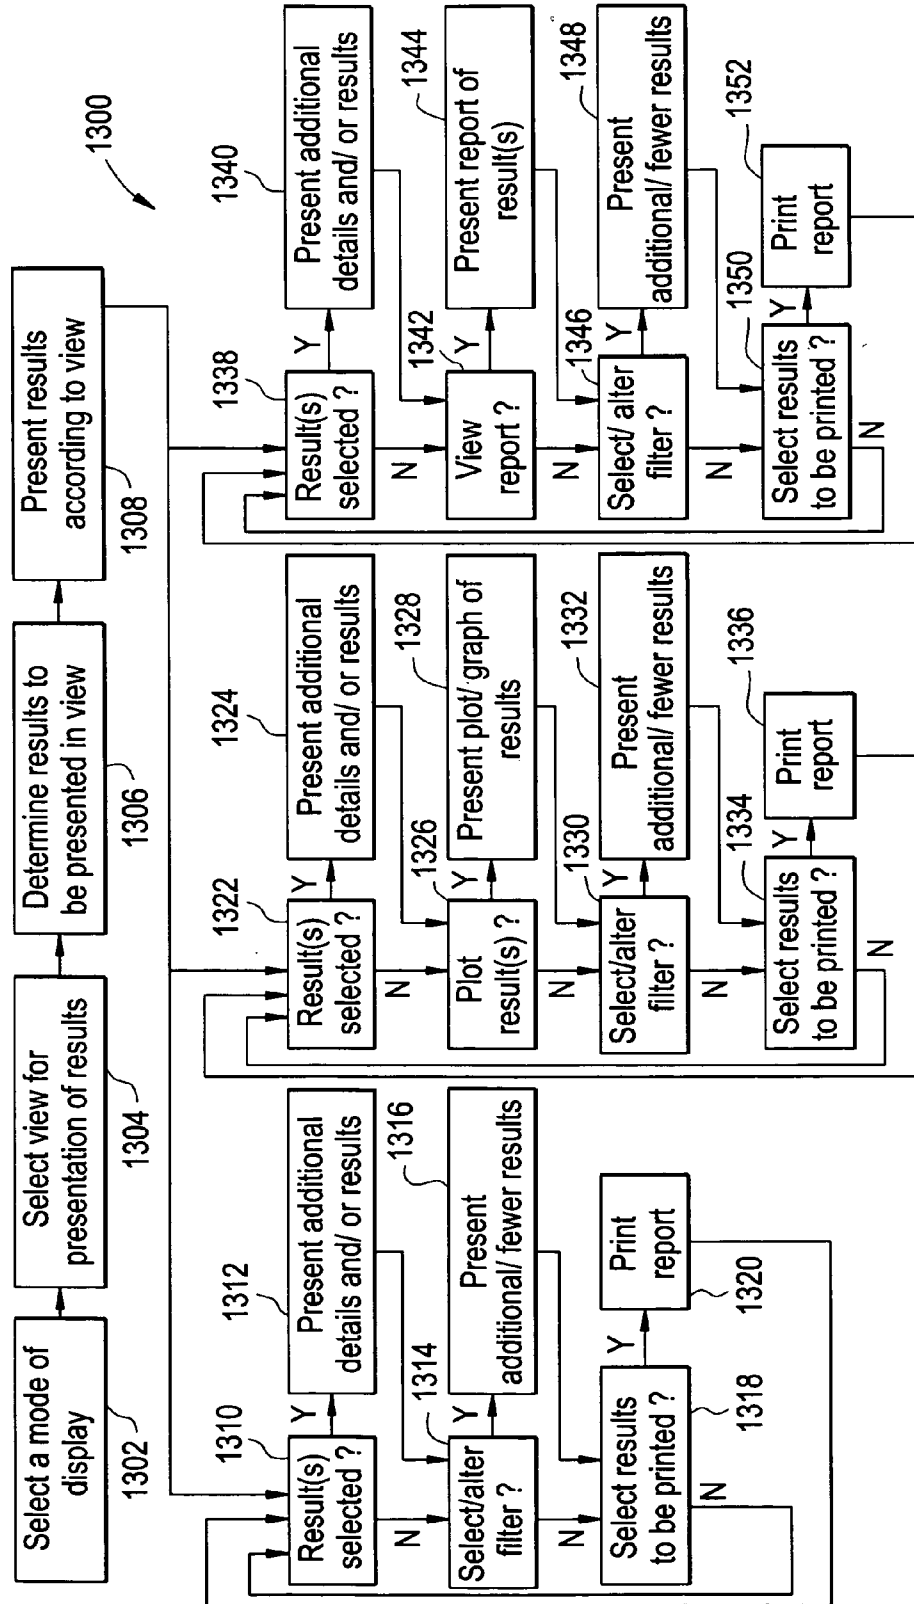 1300
Select a mode of
display
1302
Select view for
presentation of results
1304
Determine results to
be presented in view
1306
Present results
according to view
1308
Result(s)
selected ?
1310
Y
N
Present additional
details and/ or results
1312
Select/alter
filter ?
1314
Y
N
Present
additional/ fewer results
1316
Select results
to be printed ?
1318
Y
N
Print
report
1320
Result(s)
selected ?
1322
Y
N
Present additional
details and/ or results
1324
Plot
result(s) ?
1326
Y
N
Present plot/ graph of
results
1328
Select/alter
filter ?
1330
Y
N
Present
additional/ fewer results
1332
Select results
to be printed ?
1334
Y
N
Print
report
1336
Result(s)
selected ?
1338
Y
N
Present additional
details and/ or results
1340
View
report ?
1342
Y
N
Present report of
result(s)
1344
Select/ alter
filter ?
1346
Y
N
Present
additional/ fewer results
1348
Select results
to be printed ?
1350
Y
N
Print
report
1352